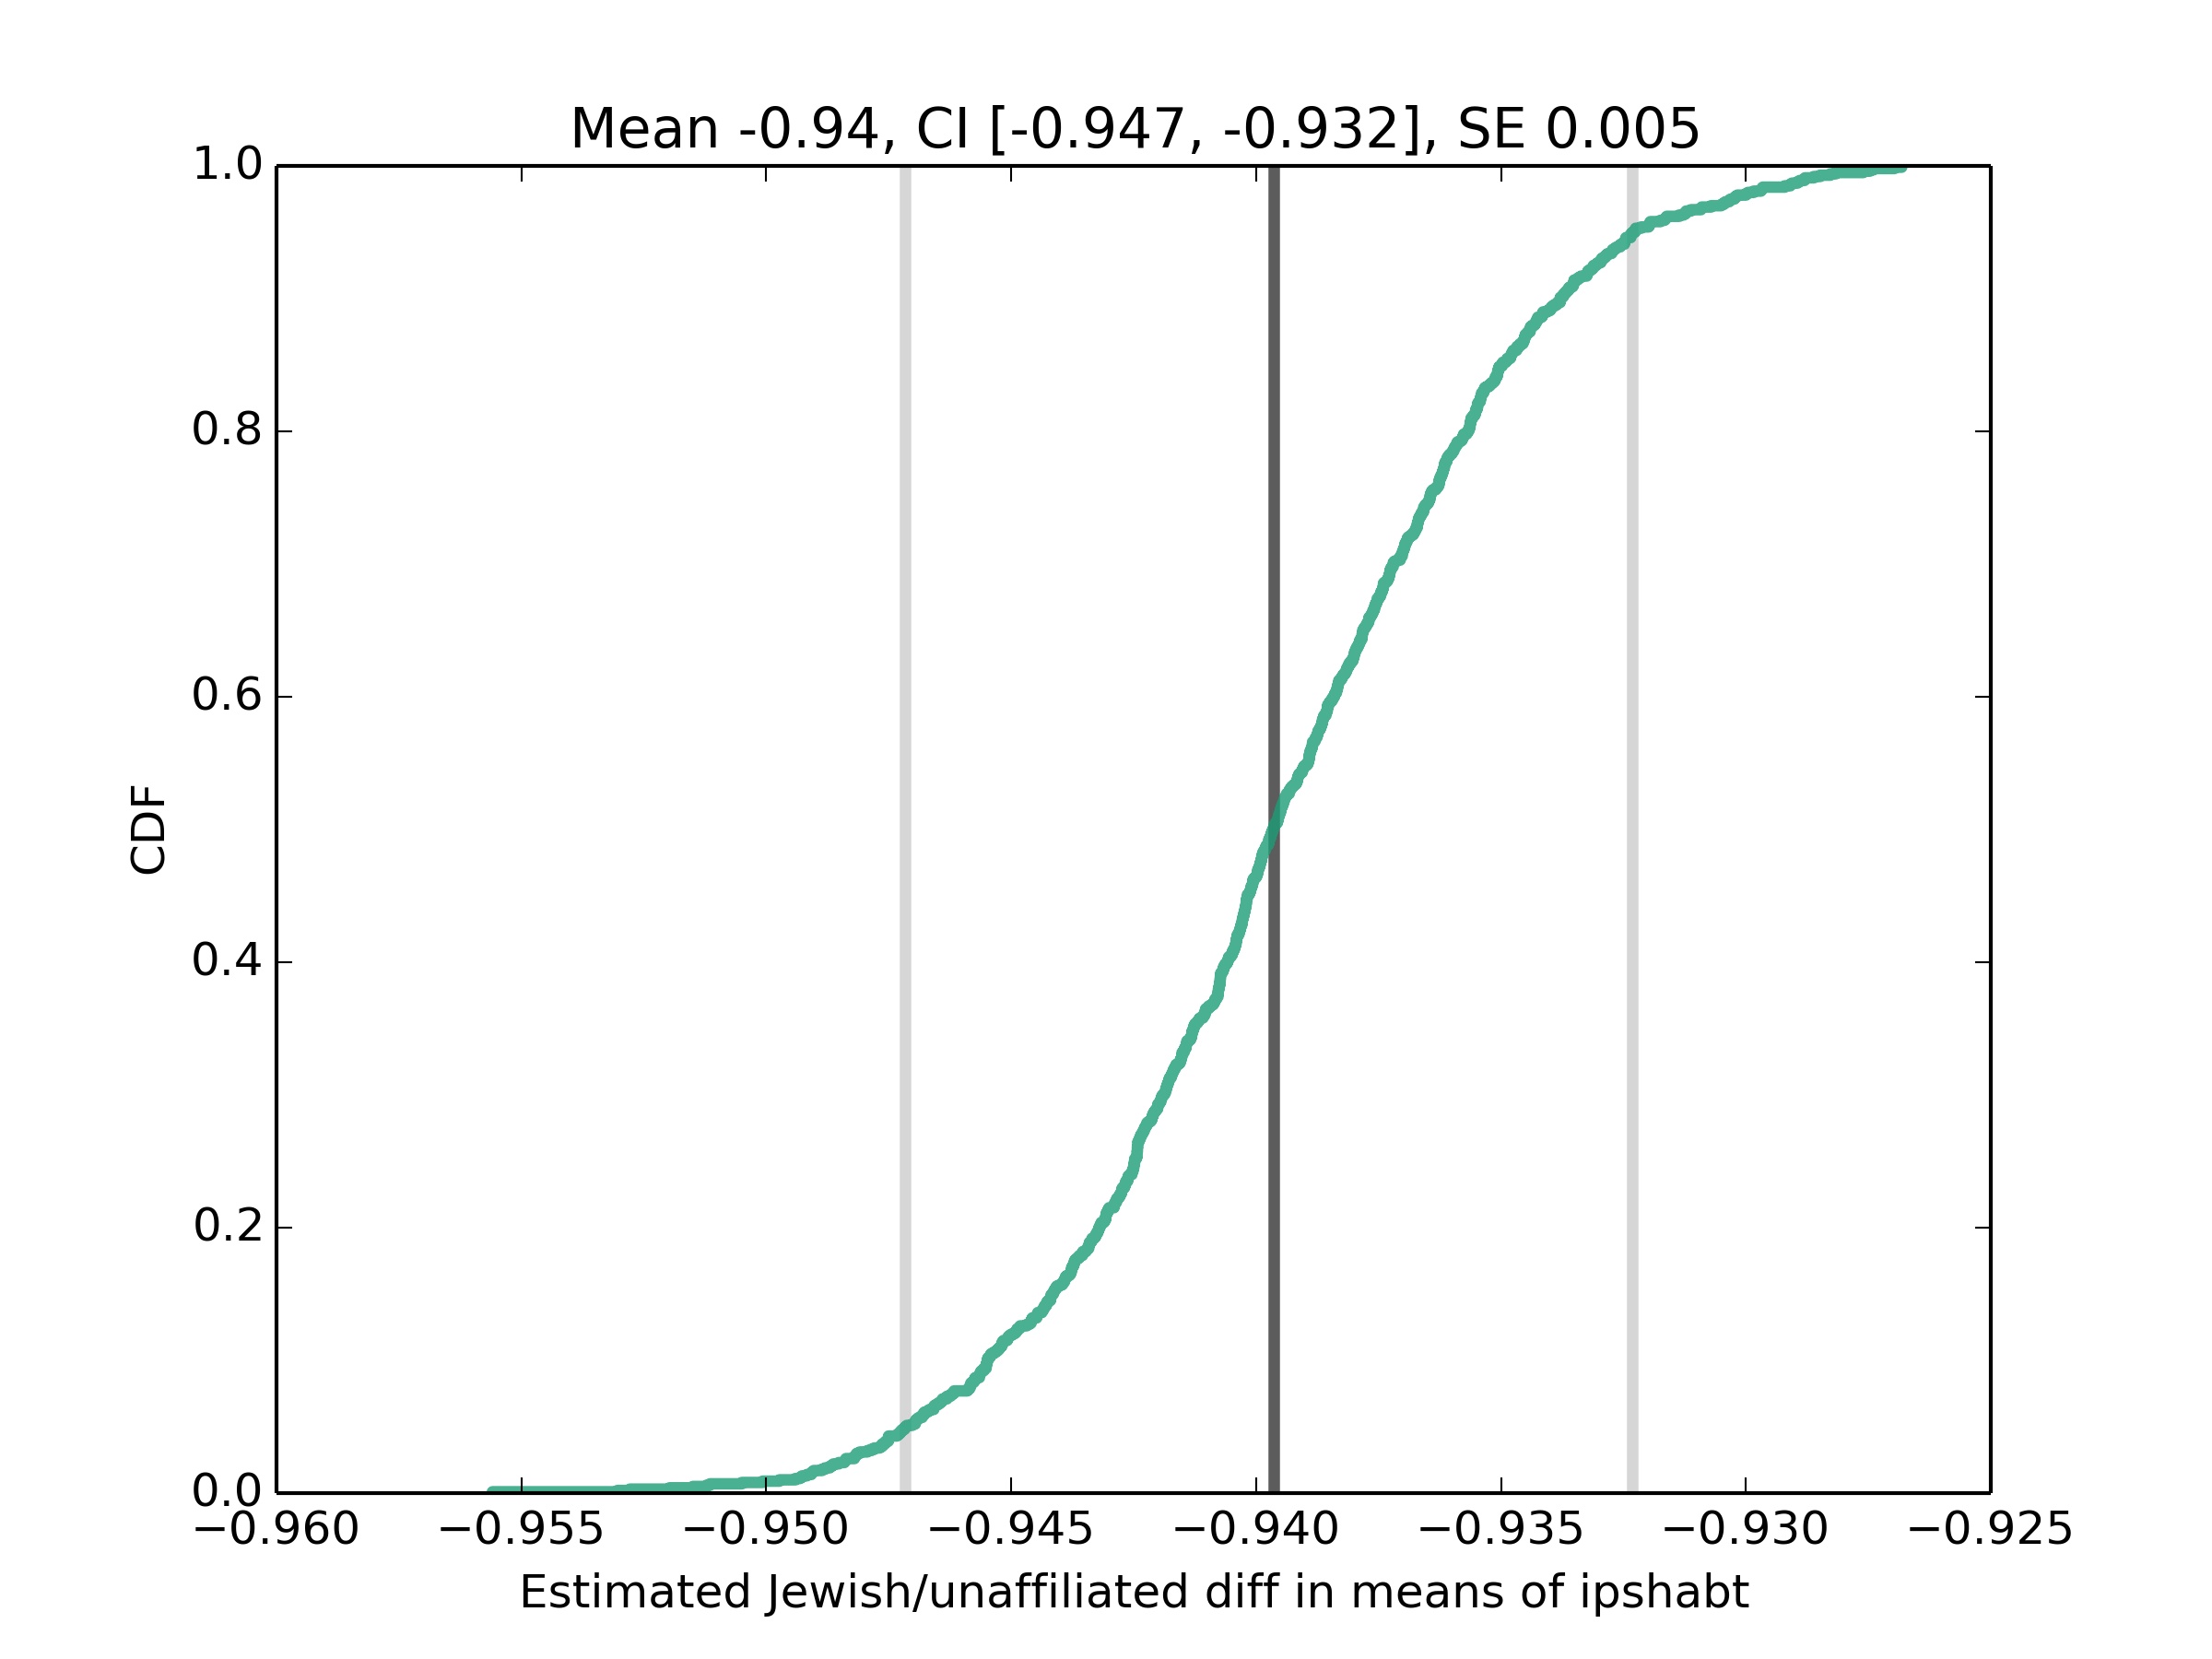 Mean -0.94, CI [-0.947, -0.932], SE 0.005
1.0
0.8
0.6
0.4
0.2
0.0
CDF
−0.960 −0.955 −0.950 −0.945 −0.940 −0.935 −0.930 −0.925
Estimated Jewish/unaffiliated diff in means of ipshabt